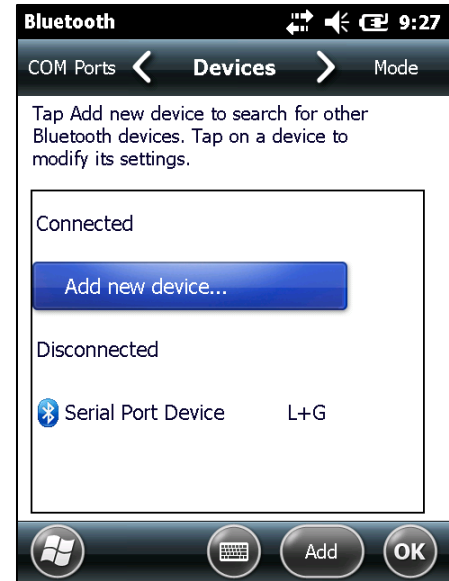 Bluetooth 9:27
COM Ports Devices Mode
Tap Add new device to search for other
Bluetooth devices. Tap on a device to
modify its settings.
Connected
Add new device...
Disconnected
Serial Port Device L+G
Add OK